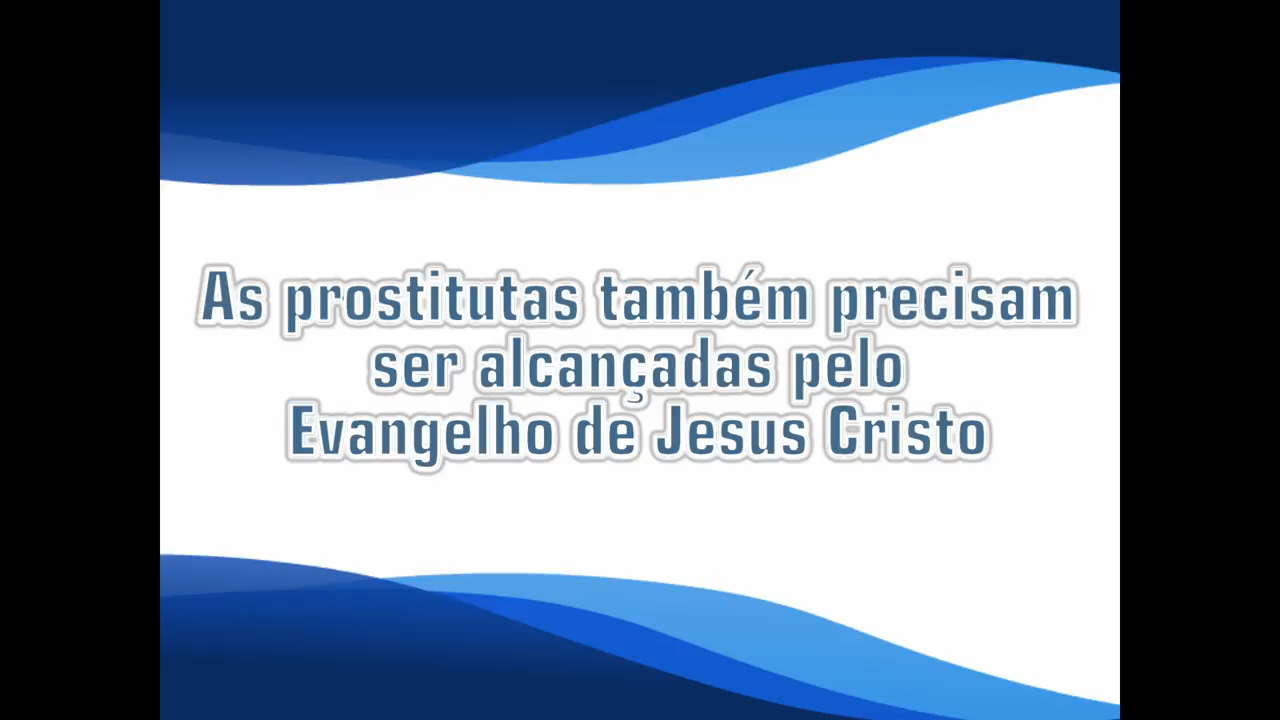 As prostitutas também precisam
ser alcançadas pelo
Evangelho de Jesus Cristo